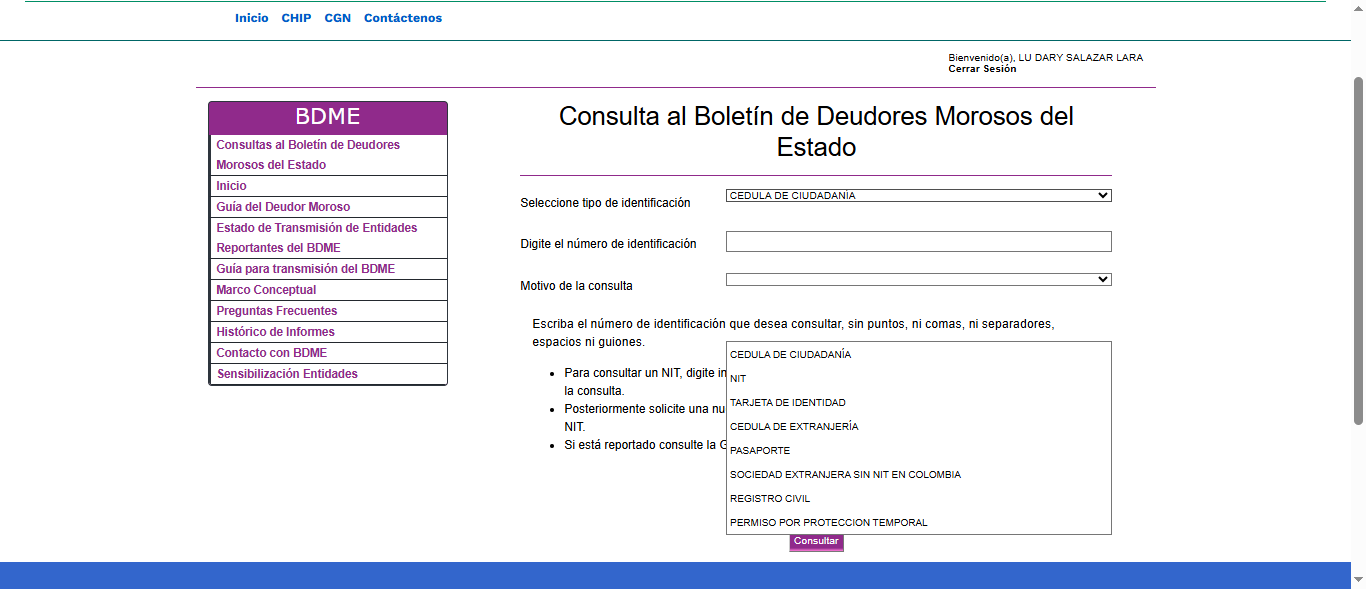 Inicio CHIP CGN Contáctenos
Bienvenido(a), LU DARY SALAZAR LARA
Cerrar Sesión
BDME
Consultas al Boletín de Deudores
Morosos del Estado
Inicio
Guía del Deudor Moroso
Estado de Transmisión de Entidades
Reportantes del BDME
Guía para transmisión del BDME
Marco Conceptual
Preguntas Frecuentes
Histórico de Informes
Contacto con BDME
Sensibilización Entidades
Consulta al Boletín de Deudores Morosos del
Estado
Seleccione tipo de identificación
CEDULA DE CIUDADANÍA
Digite el número de identificación
Motivo de la consulta
Escriba el número de identificación que desea consultar, sin puntos, ni comas, ni separadores,
espacios ni guiones.
Para consultar un NIT, digite in
la consulta.
Posteriormente solicite una nu
NIT.
Si está reportado consulte la G
CEDULA DE CIUDADANÍA
NIT
TARJETA DE IDENTIDAD
CEDULA DE EXTRANJERÍA
PASAPORTE
SOCIEDAD EXTRANJERA SIN NIT EN COLOMBIA
REGISTRO CIVIL
PERMISO POR PROTECCION TEMPORAL
Consultar